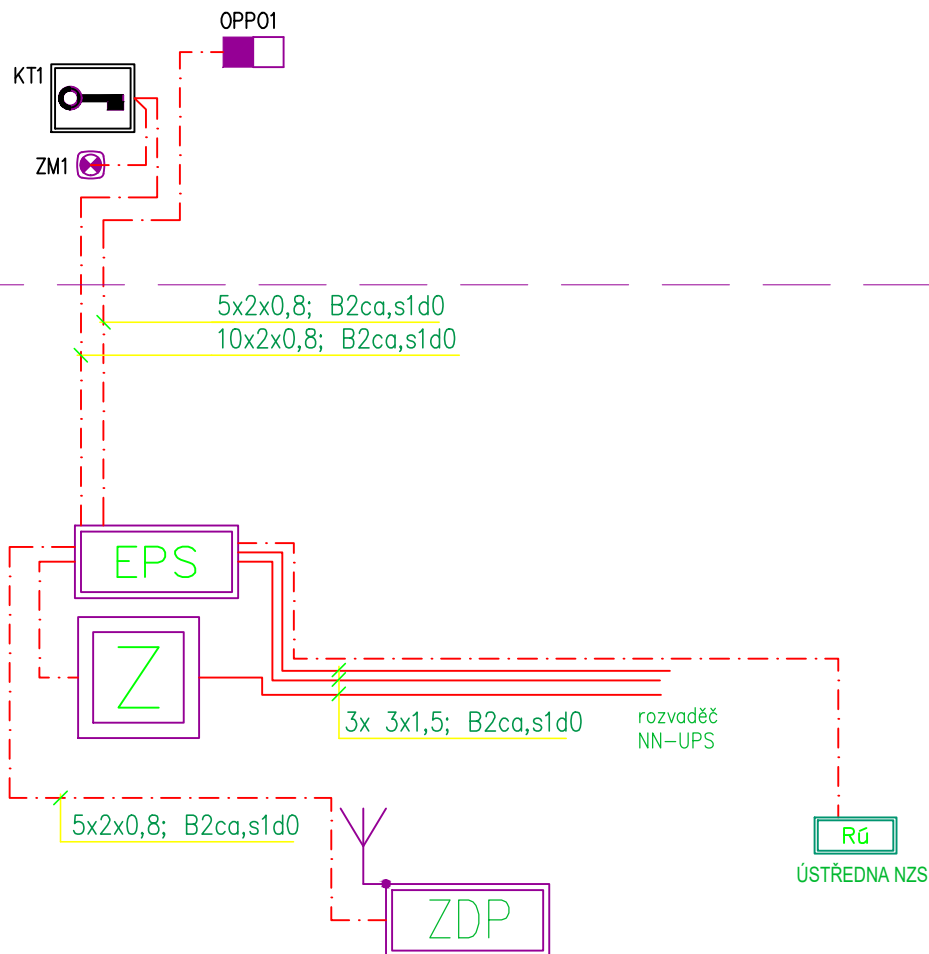 OPPO1
KT1
ZM1
5x2x0,8; B2ca,s1d0
10x2x0,8; B2ca,s1d0
EPS
Z
3x 3x1,5; B2ca,s1d0
rozvaděč
NN-UPS
5x2x0,8; B2ca,s1d0
Rú
ÚSTŘEDNA NZS
ZDP